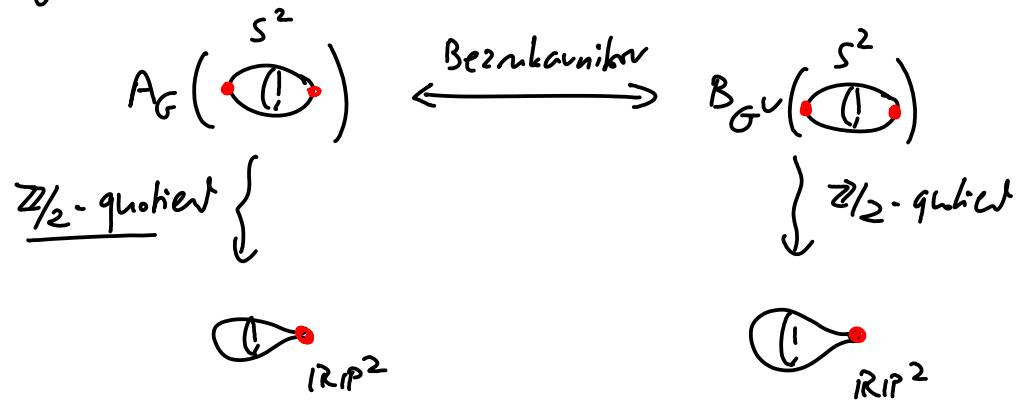 S²
A_G ( )
Bezrukavnikov
S²
B_G∨ ( )
ℤ/2 - quotient
ℤ/2 - quotient
ℝℙ²
ℝℙ²